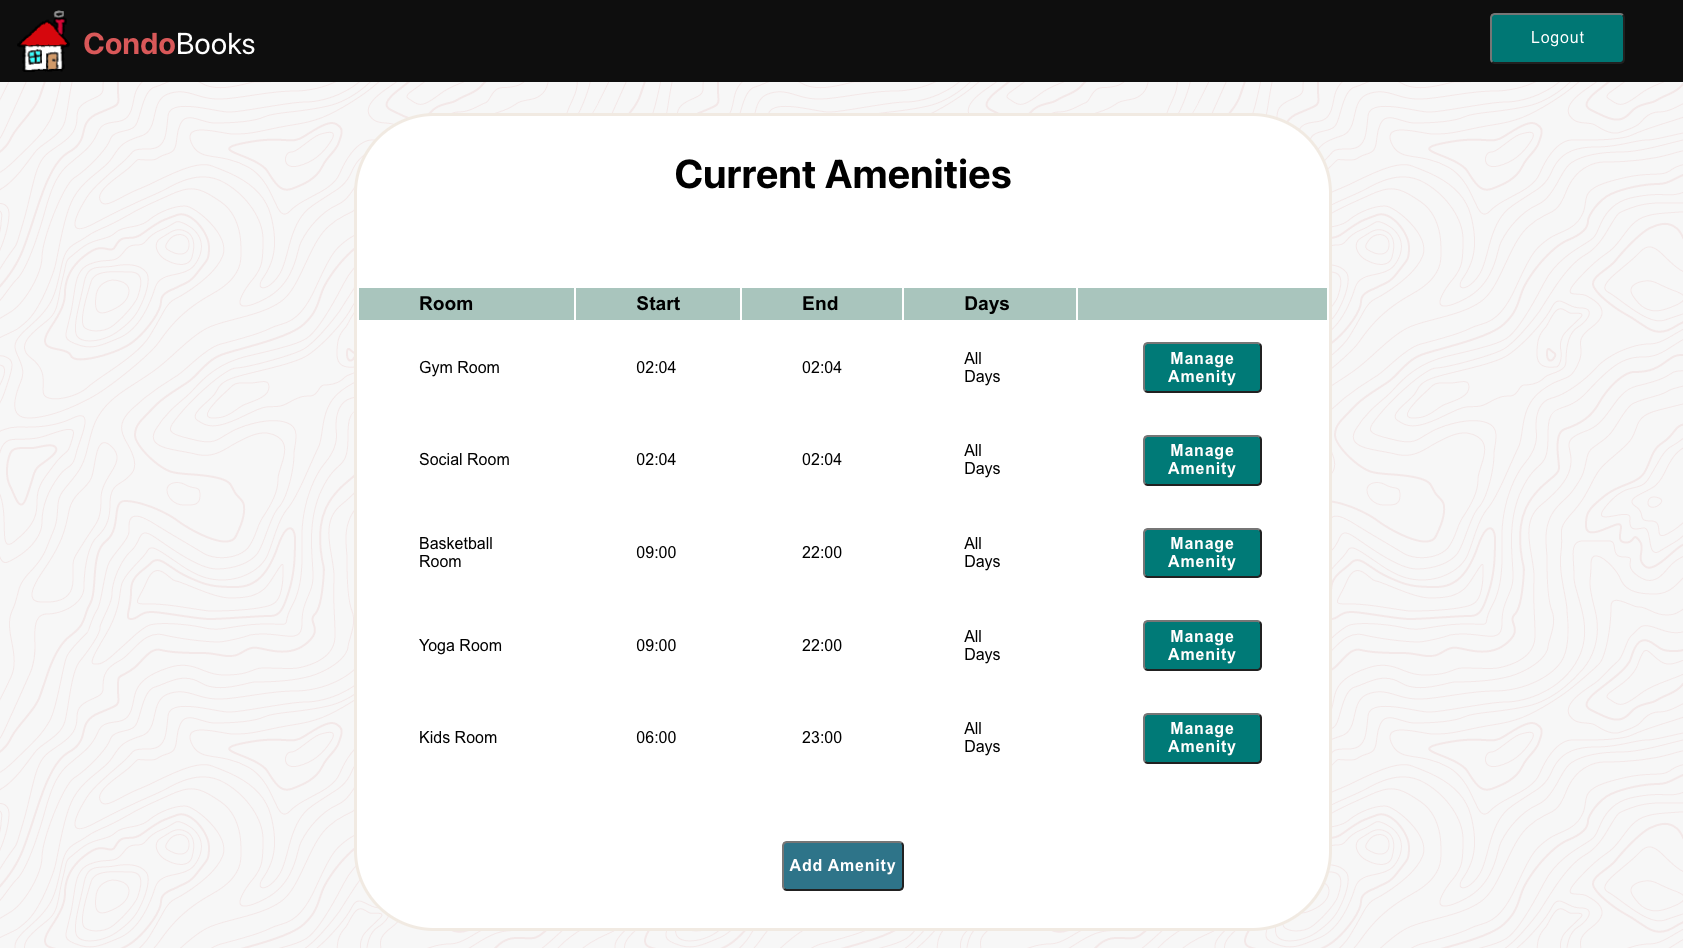 CondoBooks
Logout
Current Amenities
Room Start End Days
Gym Room 02:04 02:04 All
Days
Manage
Amenity
Social Room 02:04 02:04 All
Days
Manage
Amenity
Basketball
Room
09:00 22:00 All
Days
Manage
Amenity
Yoga Room 09:00 22:00 All
Days
Manage
Amenity
Kids Room 06:00 23:00 All
Days
Manage
Amenity
Add Amenity